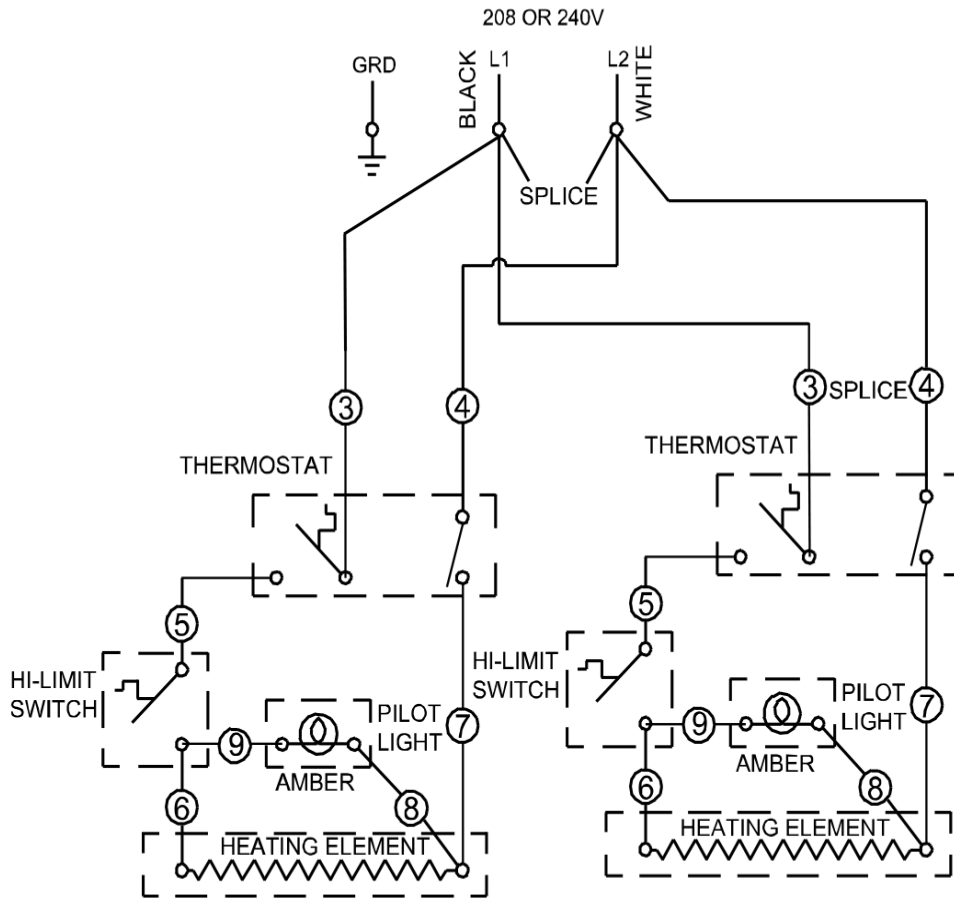 208 OR 240V
GRD
BLACK
L1
L2
WHITE
SPLICE
3
4
3
SPLICE
4
THERMOSTAT
THERMOSTAT
5
5
HI-LIMIT
SWITCH
HI-LIMIT
SWITCH
9
PILOT
LIGHT
7
9
PILOT
LIGHT
7
AMBER
AMBER
6
8
6
8
HEATING ELEMENT
HEATING ELEMENT